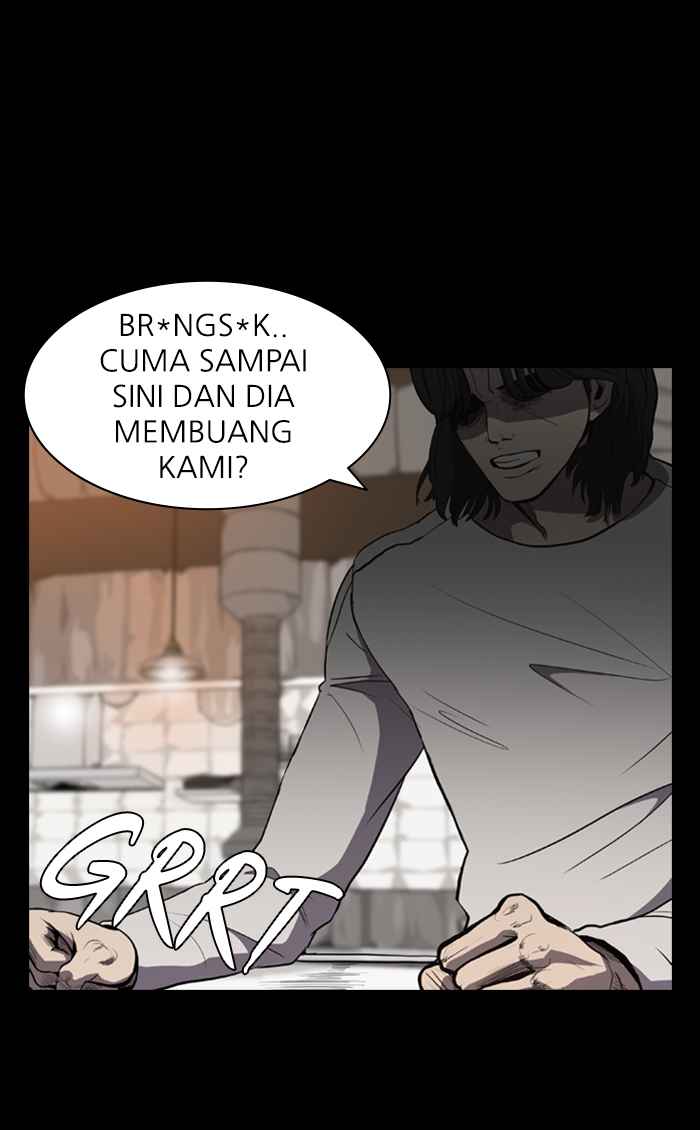 BR*NGS*K..
CUMA SAMPAI
SINI DAN DIA
MEMBUANG
KAMI?
GRRT